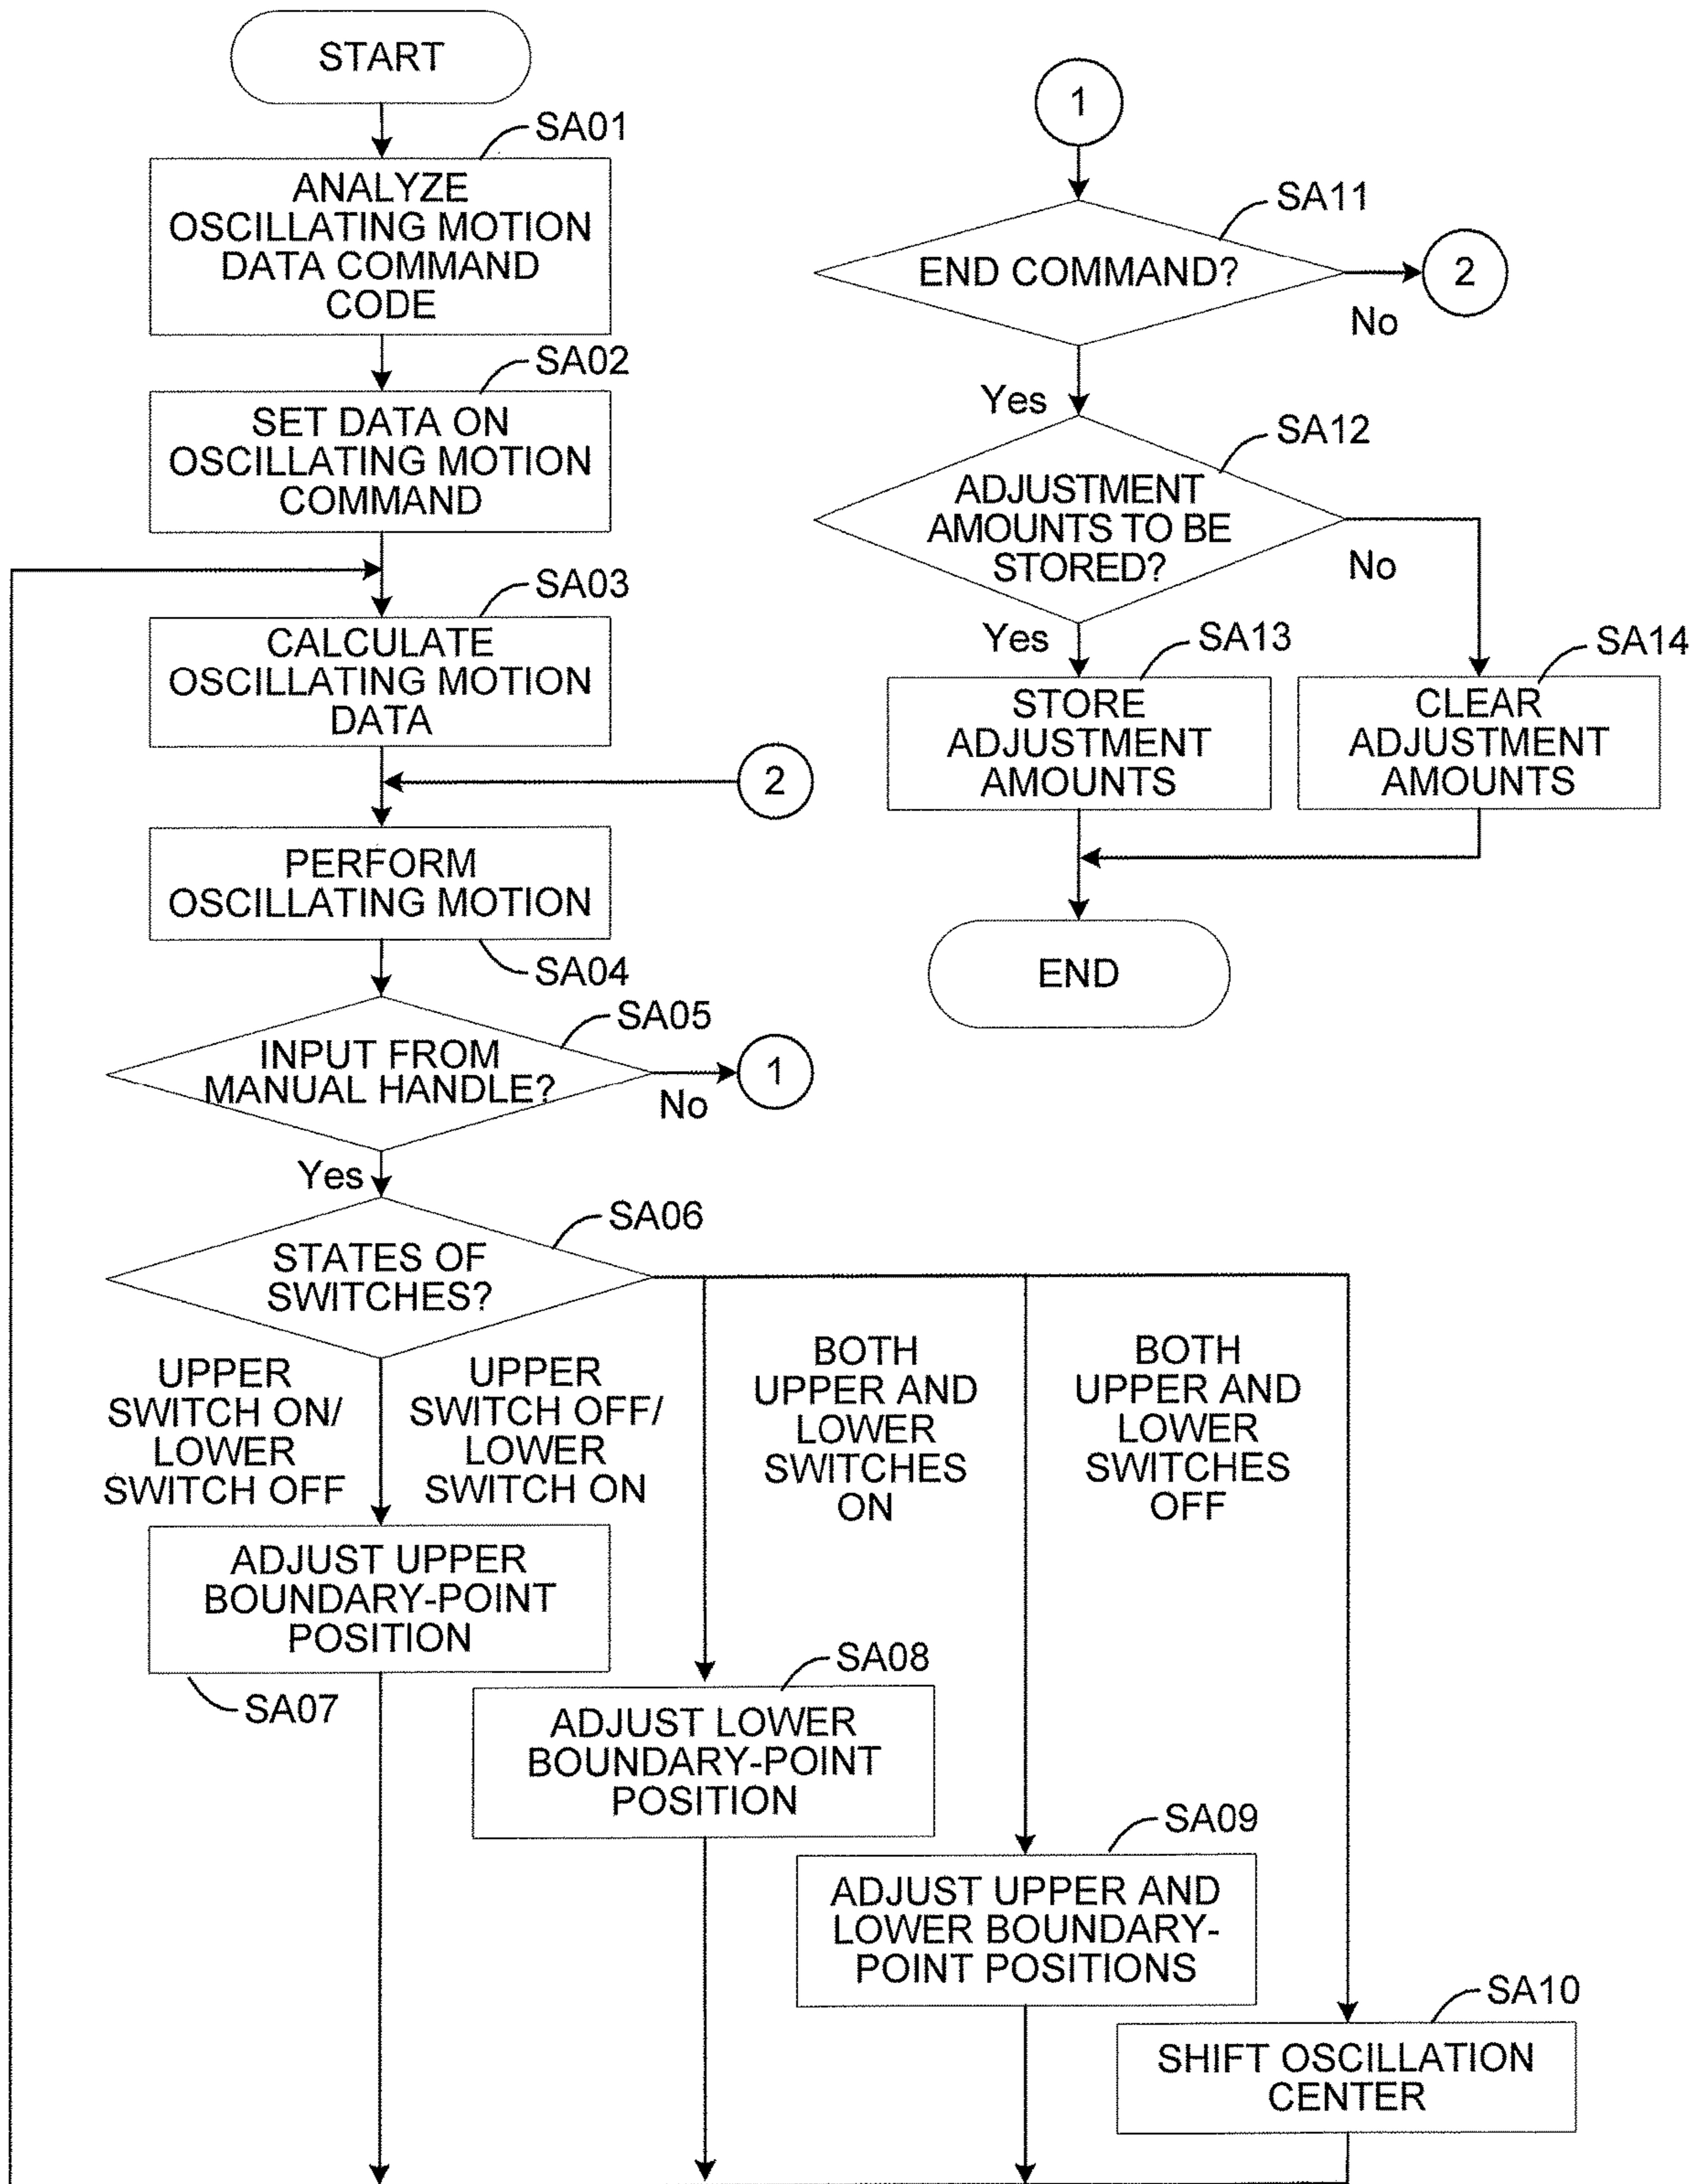 START
SA01
ANALYZE
OSCILLATING MOTION
DATA COMMAND
CODE
SA02
SET DATA ON
OSCILLATING MOTION
COMMAND
SA03
CALCULATE
OSCILLATING MOTION
DATA
2
PERFORM
OSCILLATING MOTION
SA04
SA05
INPUT FROM
MANUAL HANDLE?
No
1
Yes
SA06
STATES OF
SWITCHES?
UPPER
SWITCH ON/
LOWER
SWITCH OFF
UPPER
SWITCH OFF/
LOWER
SWITCH ON
BOTH
UPPER AND
LOWER
SWITCHES
ON
BOTH
UPPER AND
LOWER
SWITCHES
OFF
ADJUST UPPER
BOUNDARY-POINT
POSITION
SA07
SA08
ADJUST LOWER
BOUNDARY-POINT
POSITION
SA09
ADJUST UPPER AND
LOWER BOUNDARY-
POINT POSITIONS
SA10
SHIFT OSCILLATION
CENTER
1
SA11
END COMMAND?
No
2
Yes
SA12
ADJUSTMENT
AMOUNTS TO BE
STORED?
No
Yes
SA13
STORE
ADJUSTMENT
AMOUNTS
SA14
CLEAR
ADJUSTMENT
AMOUNTS
END